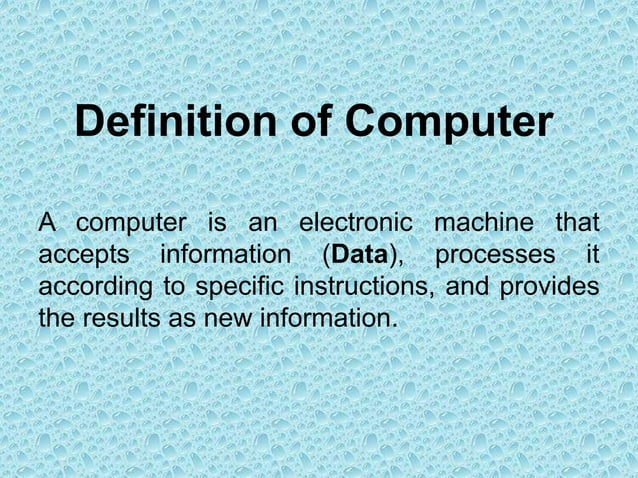 Definition of Computer
A computer is an electronic machine that
accepts information (Data), processes it
according to specific instructions, and provides
the results as new information.